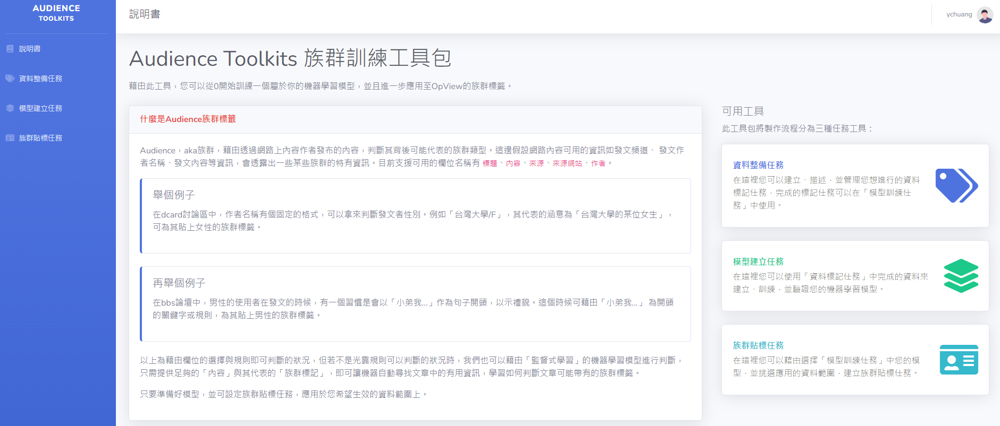 AUDIENCE
TOOLKITS
說明書
資料整備任務
模型建立任務
族群貼標任務
說明書
ychuang
Audience Toolkits 族群訓練工具包
藉由此工具，您可以從0開始訓練一個屬於你的機器學習模型，並且進一步應用至OpView的族群標籤。
什麼是Audience族群標籤
Audience，aka族群，藉由透過網路上內容作者發布的內容，判斷其背後可能代表的族群類型。這邊假設網路內容可用的資訊如發文頻道、 發文作
者名稱、發文內容等資訊，會透露出一些某些族群的特有資訊。目前支援可用的欄位名稱有 標題、內容、來源、來源網站、作者。
舉個例子
在dcard討論區中，作者名稱有個固定的格式，可以拿來判斷發文者性別。例如「台灣大學/F」，其代表的涵意為「台灣大學的某位女生」，
可為其貼上女性的族群標籤。
再舉個例子
在bbs論壇中，男性的使用者在發文的時候，有一個習慣是會以「小弟我...」作為句子開頭，以示禮貌。這個時候可藉由「小弟我...」 為開頭
的關鍵字或規則，為其貼上男性的族群標籤。
以上為藉由欄位的選擇與規則即可判斷的狀況，但若不是光靠規則可以判斷的狀況時，我們也可以藉由「監督式學習」的機器學習模型進行判斷，
只需提供足夠的「內容」與其代表的「族群標記」，即可讓機器自動尋找文章中的有用資訊，學習如何判斷文章可能帶有的族群標籤。
只要準備好模型，並可設定族群貼標任務，應用於您希望生效的資料範圍上。
可用工具
此工具包將製作流程分為三種任務工具：
資料整備任務
在這裡您可以建立、描述，並管理您想進行的資料
標記任務，完成的標記任務可以在「模型訓練任
務」中使用。
模型建立任務
在這裡您可以使用「資料標記任務」中完成的資料來
建立、訓練，並驗證您的機器學習模型。
族群貼標任務
在這裡您可以藉由選擇「模型訓練任務」中您的模
型，並挑選應用的資料範圍，建立族群貼標任務。